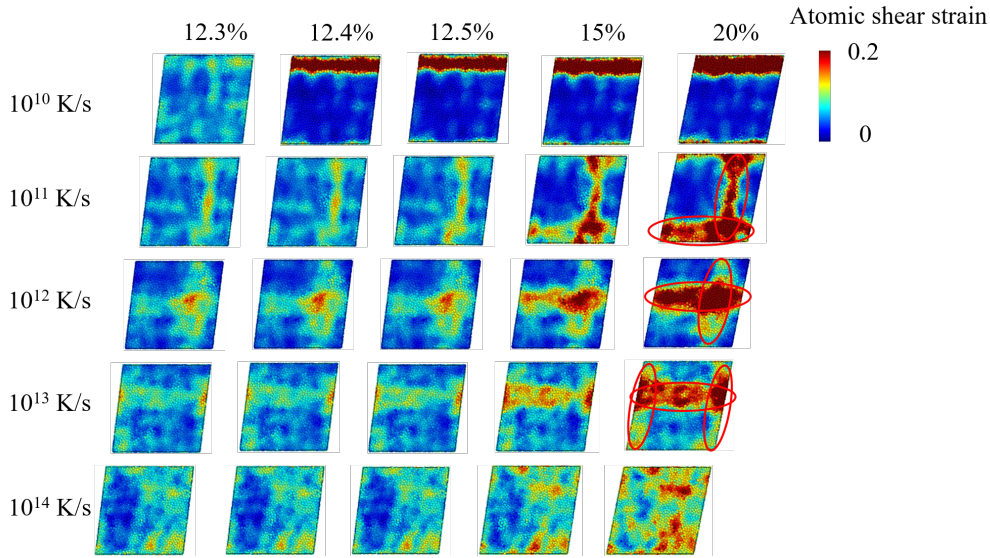 Atomic shear strain
12.3% 12.4% 12.5% 15% 20%
0.2
10¹⁰ K/s
0
10¹¹ K/s
10¹² K/s
10¹³ K/s
10¹⁴ K/s